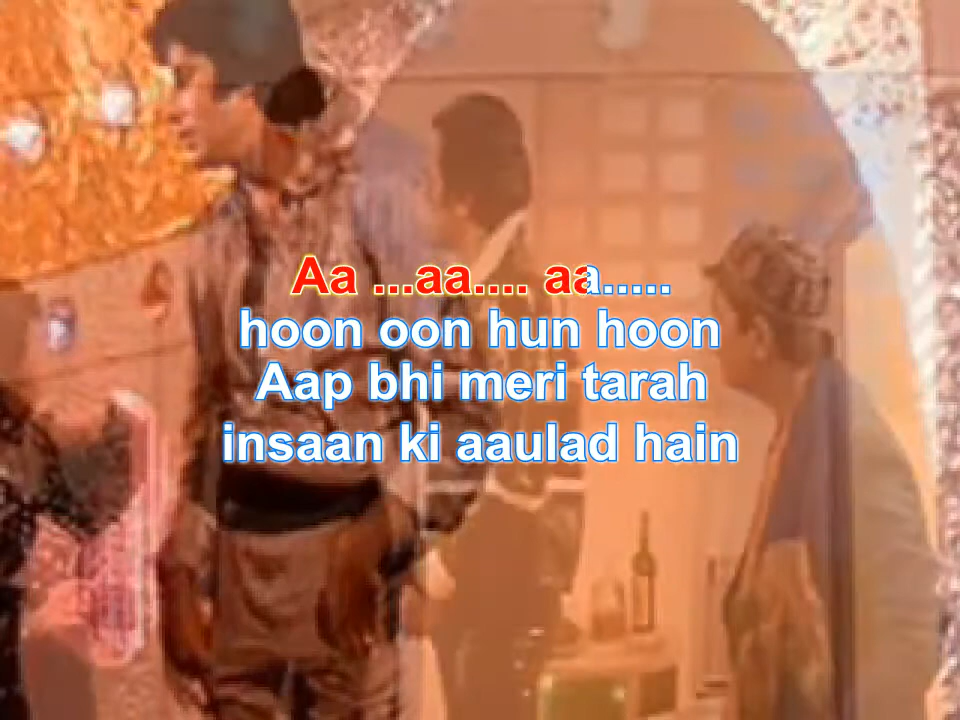 Aa ...aa.... aa.....
hoon oon hun hoon
Aap bhi meri tarah
insaan ki aaulad hain